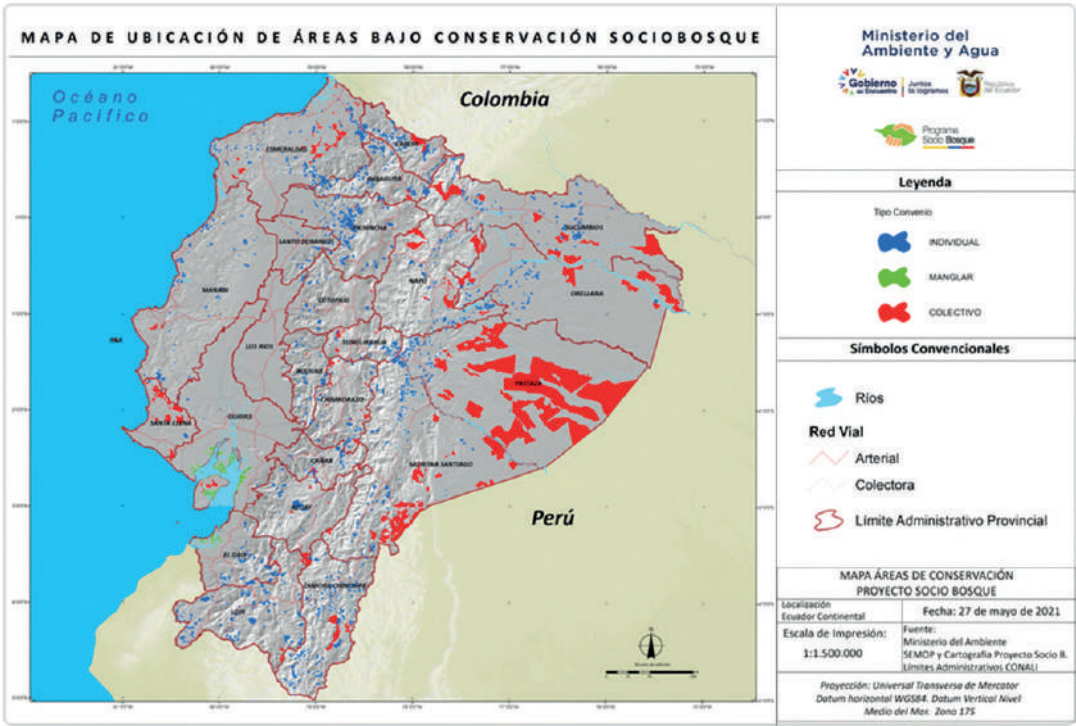 MAPA DE UBICACIÓN DE ÁREAS BAJO CONSERVACIÓN SOCIOBOSQUE
Océano
Pacífico
Colombia
ESMERALDAS
CARCHI
IMBABURA
SUCUMBIOS
PICHINCHA
SANTO DOMINGO
NAPO
MANABI
ORELLANA
COTOPAXI
LOS RIOS
TUNGURAHUA
BOLIVAR
PASTAZA
CHIMBORAZO
SANTA ELENA
GUAYAS
MORONA SANTIAGO
CAÑAR
AZUAY
Perú
EL ORO
ZAMORA CHINCHIPE
LOJA
N
Ministerio del
Ambiente y Agua
Gobierno
del Encuentro
Juntos
lo logramos
República
del Ecuador
Programa
Socio Bosque
Leyenda
Tipo Convenio
INDIVIDUAL
MANGLAR
COLECTIVO
Símbolos Convencionales
Ríos
Red Vial
Arterial
Colectora
Límite Administrativo Provincial
MAPA ÁREAS DE CONSERVACIÓN
PROYECTO SOCIO BOSQUE
Localización
Ecuador Continental
Fecha: 27 de mayo de 2021
Escala de Impresión:
1:1.500.000
Fuente:
Ministerio del Ambiente
SEMOP y Cartografía Proyecto Socio B.
Límites Administrativos CONALI
Proyección: Universal Transversa de Mercator
Datum horizontal WGS84. Datum Vertical Nivel
Medio del Mar. Zona 17S